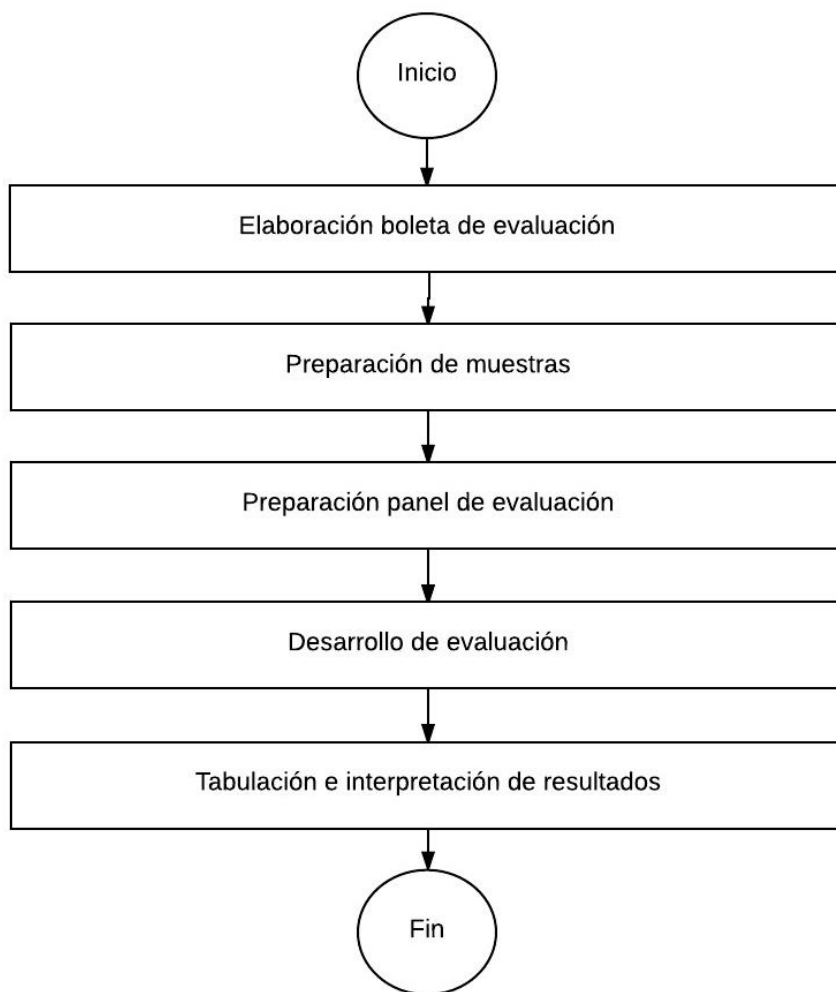 Inicio
Elaboración boleta de evaluación
Preparación de muestras
Preparación panel de evaluación
Desarrollo de evaluación
Tabulación e interpretación de resultados
Fin